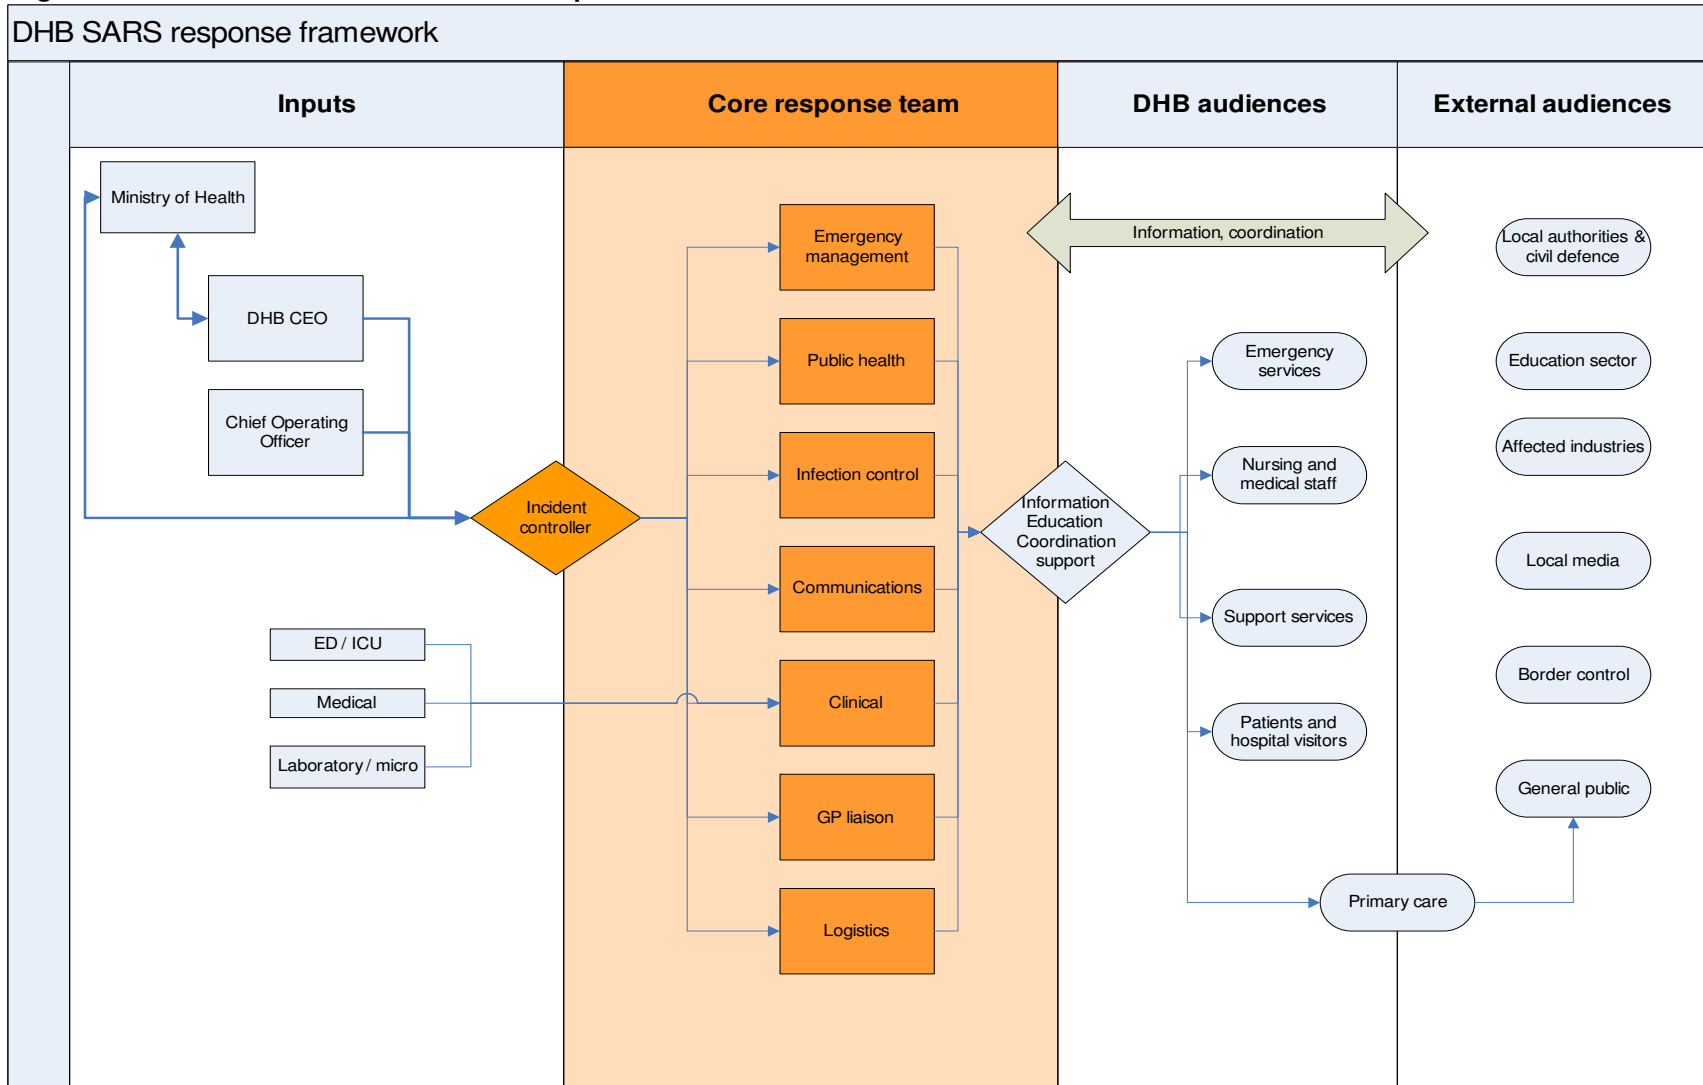 DHB SARS response framework
Inputs
Core response team
DHB audiences
External audiences
Ministry of Health
DHB CEO
Chief Operating
Officer
Incident
controller
ED / ICU
Medical
Laboratory / micro
Emergency
management
Public health
Infection control
Communications
Clinical
GP liaison
Logistics
Information
Education
Coordination
support
Information, coordination
Emergency
services
Nursing and
medical staff
Support services
Patients and
hospital visitors
Primary care
Local authorities &
civil defence
Education sector
Affected industries
Local media
Border control
General public